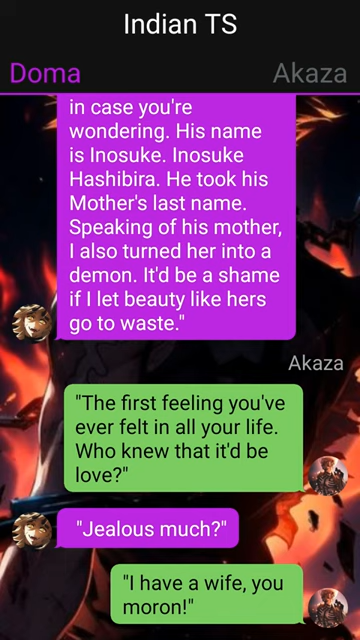 Indian TS
Doma
Akaza
in case you're
wondering. His name
is Inosuke. Inosuke
Hashibira. He took his
Mother's last name.
Speaking of his mother,
I also turned her into a
demon. It'd be a shame
if I let beauty like hers
go to waste."
Akaza
"The first feeling you've
ever felt in all your life.
Who knew that it'd be
love?"
"Jealous much?"
"I have a wife, you
moron!"